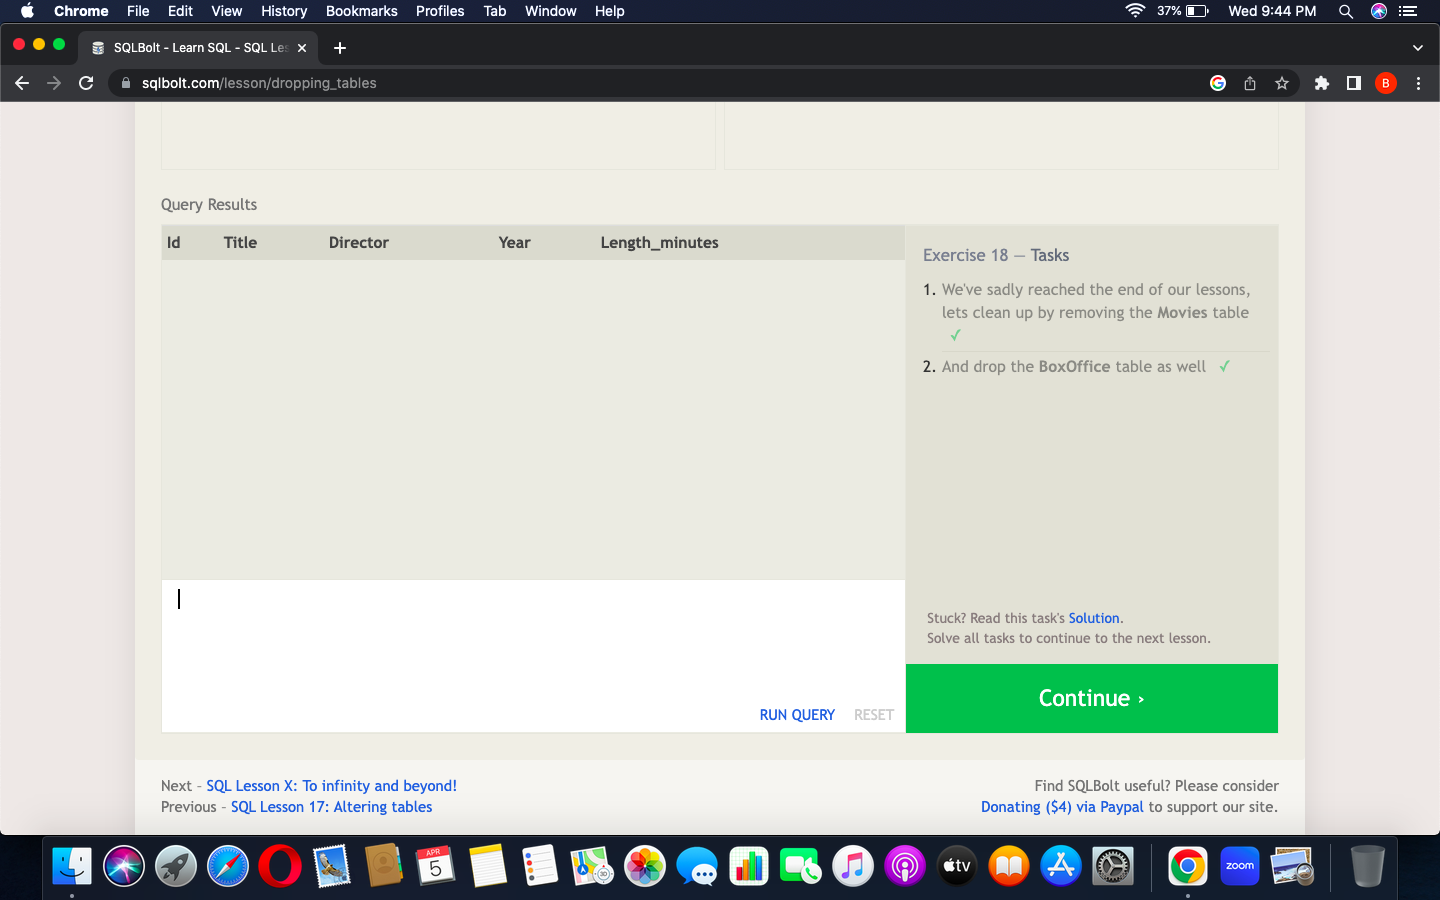 Chrome File Edit View History Bookmarks Profiles Tab Window Help 37% Wed 9:44 PM
SQLBolt - Learn SQL - SQL Les
sqlbolt.com/lesson/dropping_tables B
Query Results
Id Title Director Year Length_minutes
Exercise 18 — Tasks
1. We've sadly reached the end of our lessons,
lets clean up by removing the Movies table
✓
2. And drop the BoxOffice table as well ✓
Stuck? Read this task's Solution.
Solve all tasks to continue to the next lesson.
Continue ›
RUN QUERY RESET
Next – SQL Lesson X: To infinity and beyond!
Previous – SQL Lesson 17: Altering tables
Find SQLBolt useful? Please consider
Donating ($4) via Paypal to support our site.
APR
5
3D
tv
zoom